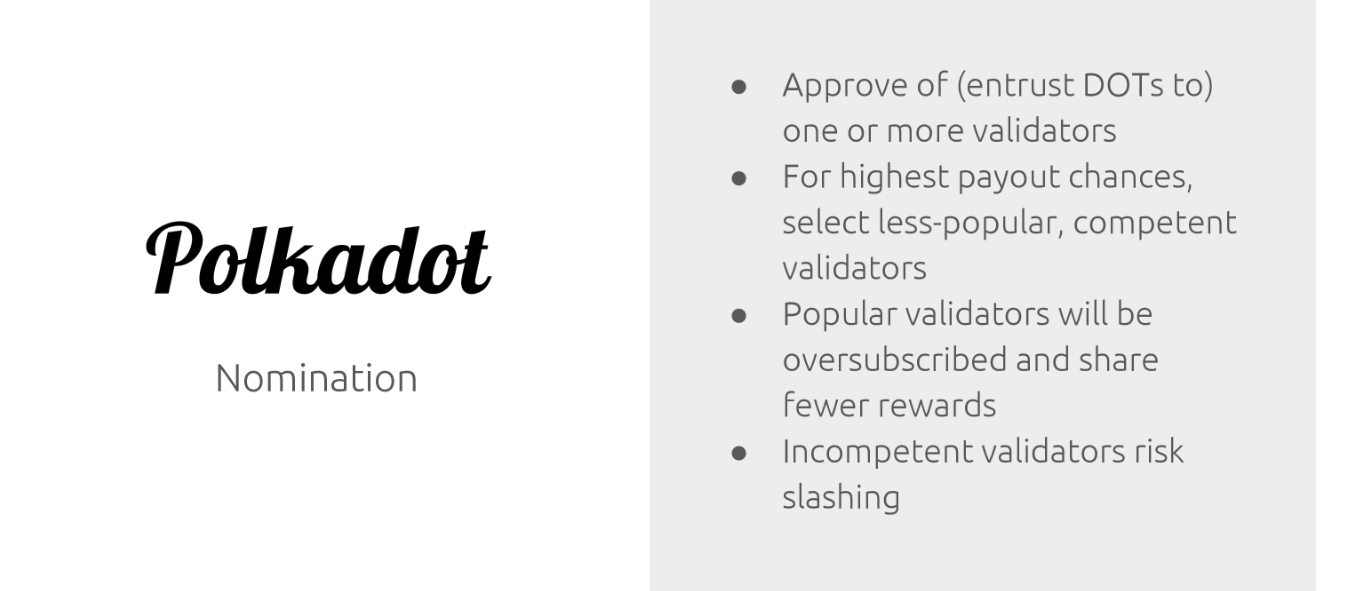 Polkadot
Nomination
● Approve of (entrust DOTs to)
one or more validators
● For highest payout chances,
select less-popular, competent
validators
● Popular validators will be
oversubscribed and share
fewer rewards
● Incompetent validators risk
slashing